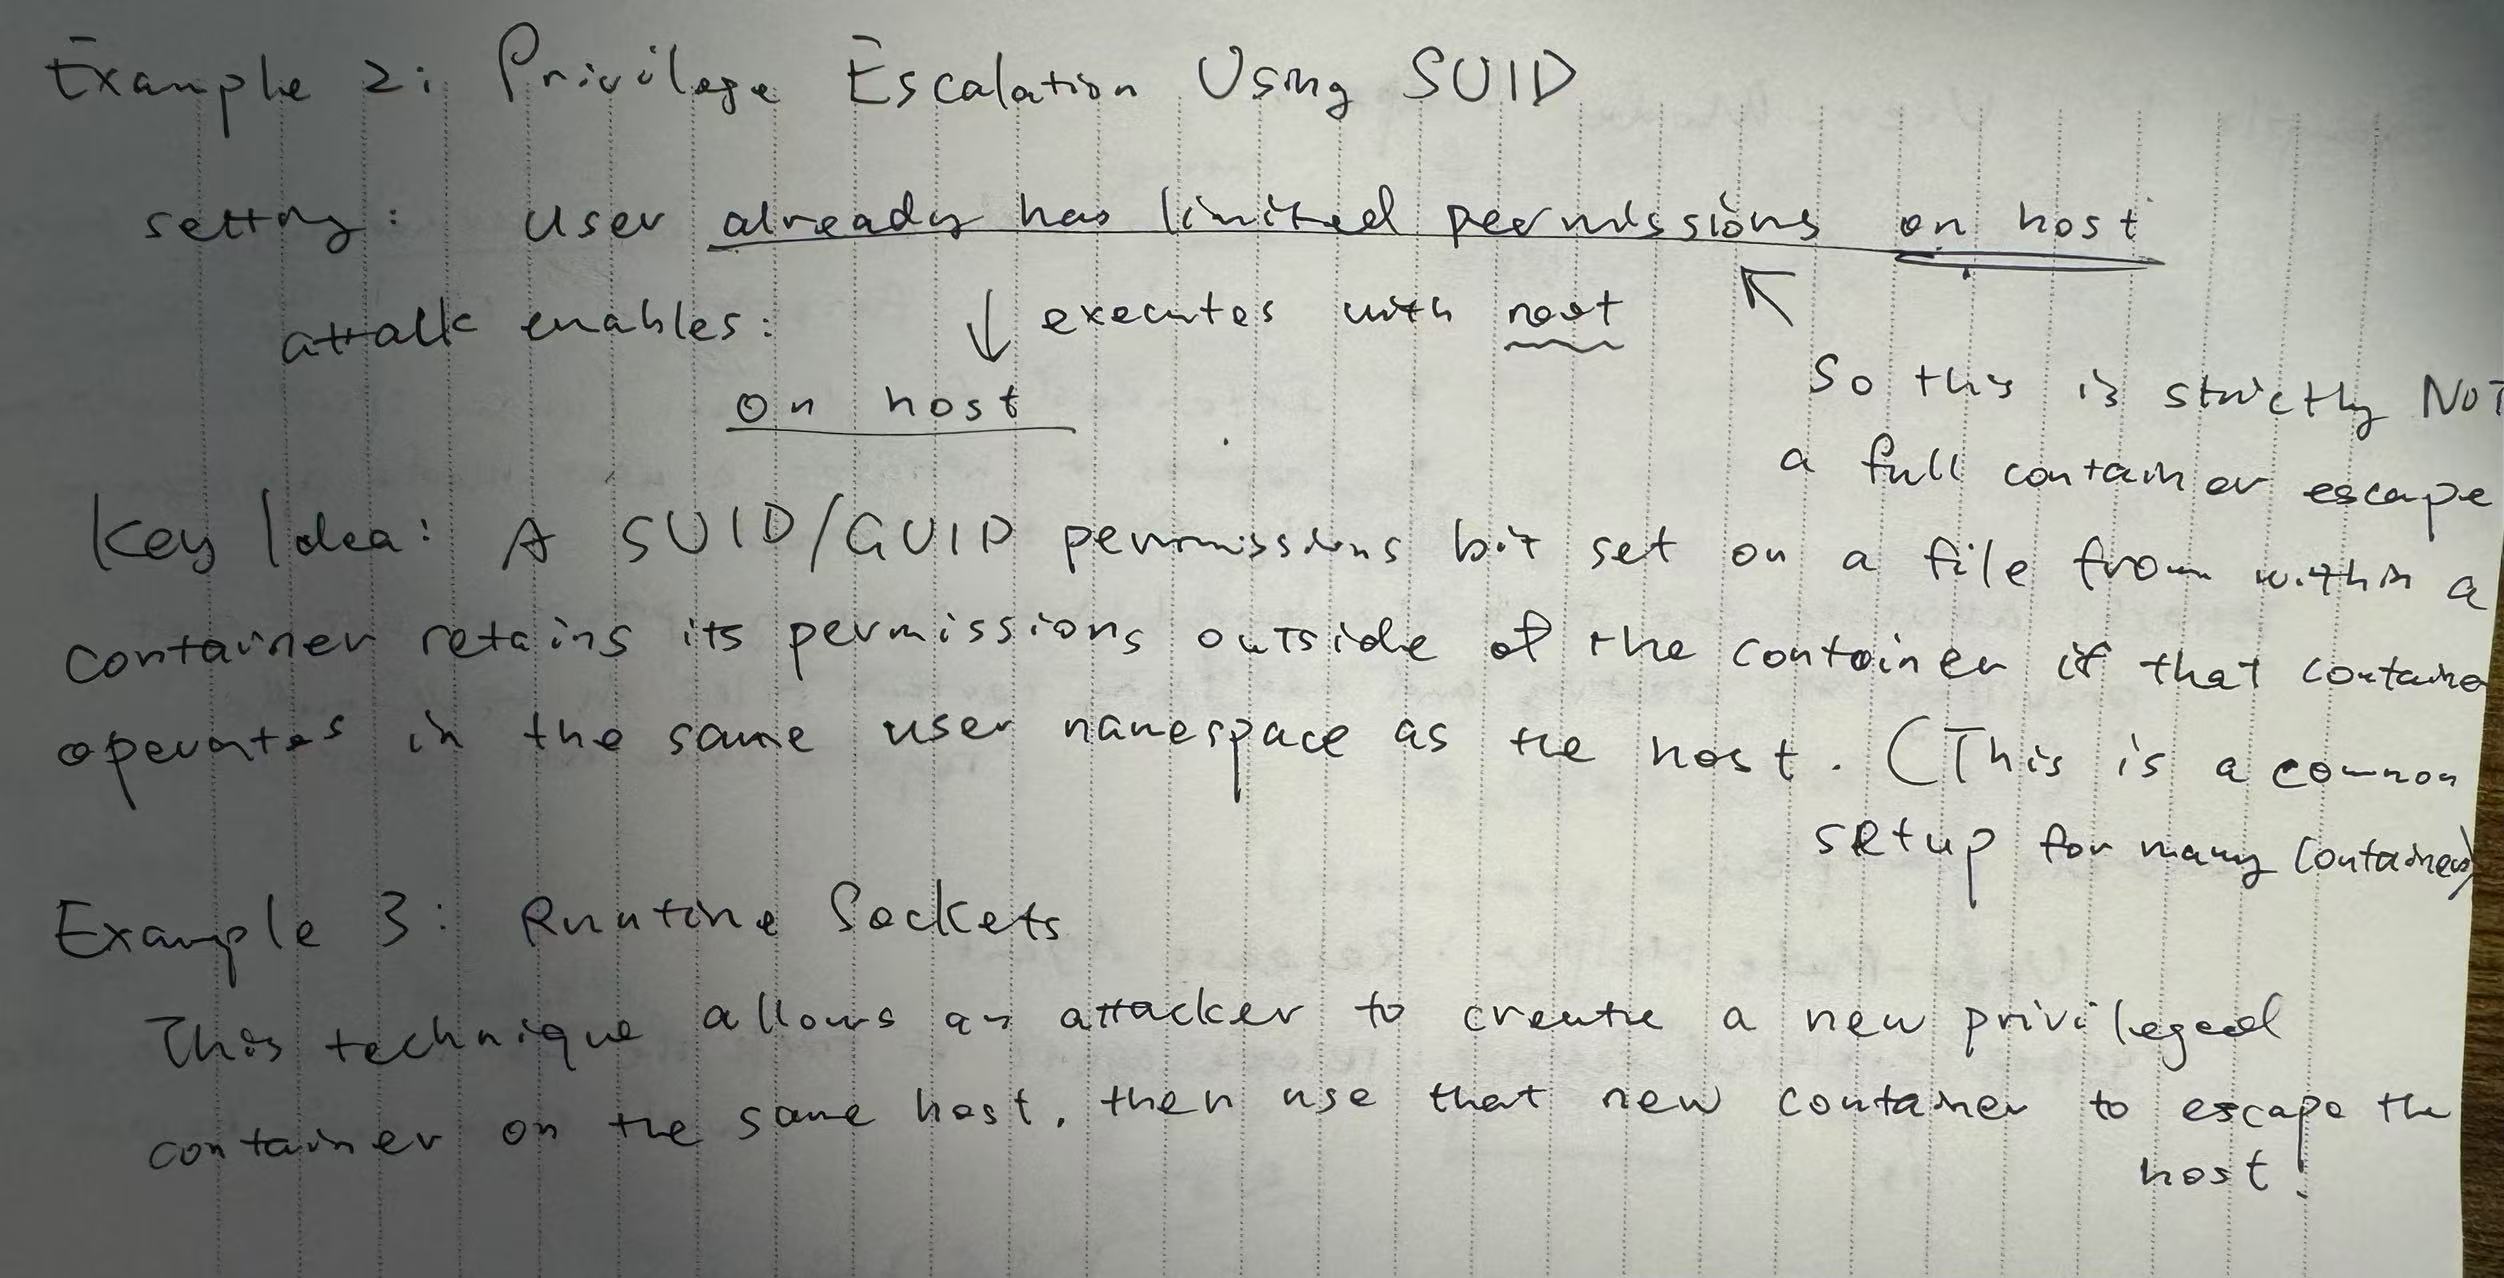 Example 2: Privilege Escalation Using SUID
setting: user already has limited permissions on host
attack enables: ↓ executes with root ↖
on host
So this is strictly NOT
a full container escape
Key Idea: A SUID/GUID permissions bit set on a file from within a
container retains its permissions outside of the container if that container
operates in the same user namespace as the host. (This is a common
setup for many containers)
Example 3: Runtime Sockets
This technique allows an attacker to create a new privileged
container on the same host, then use that new container to escape the
host.